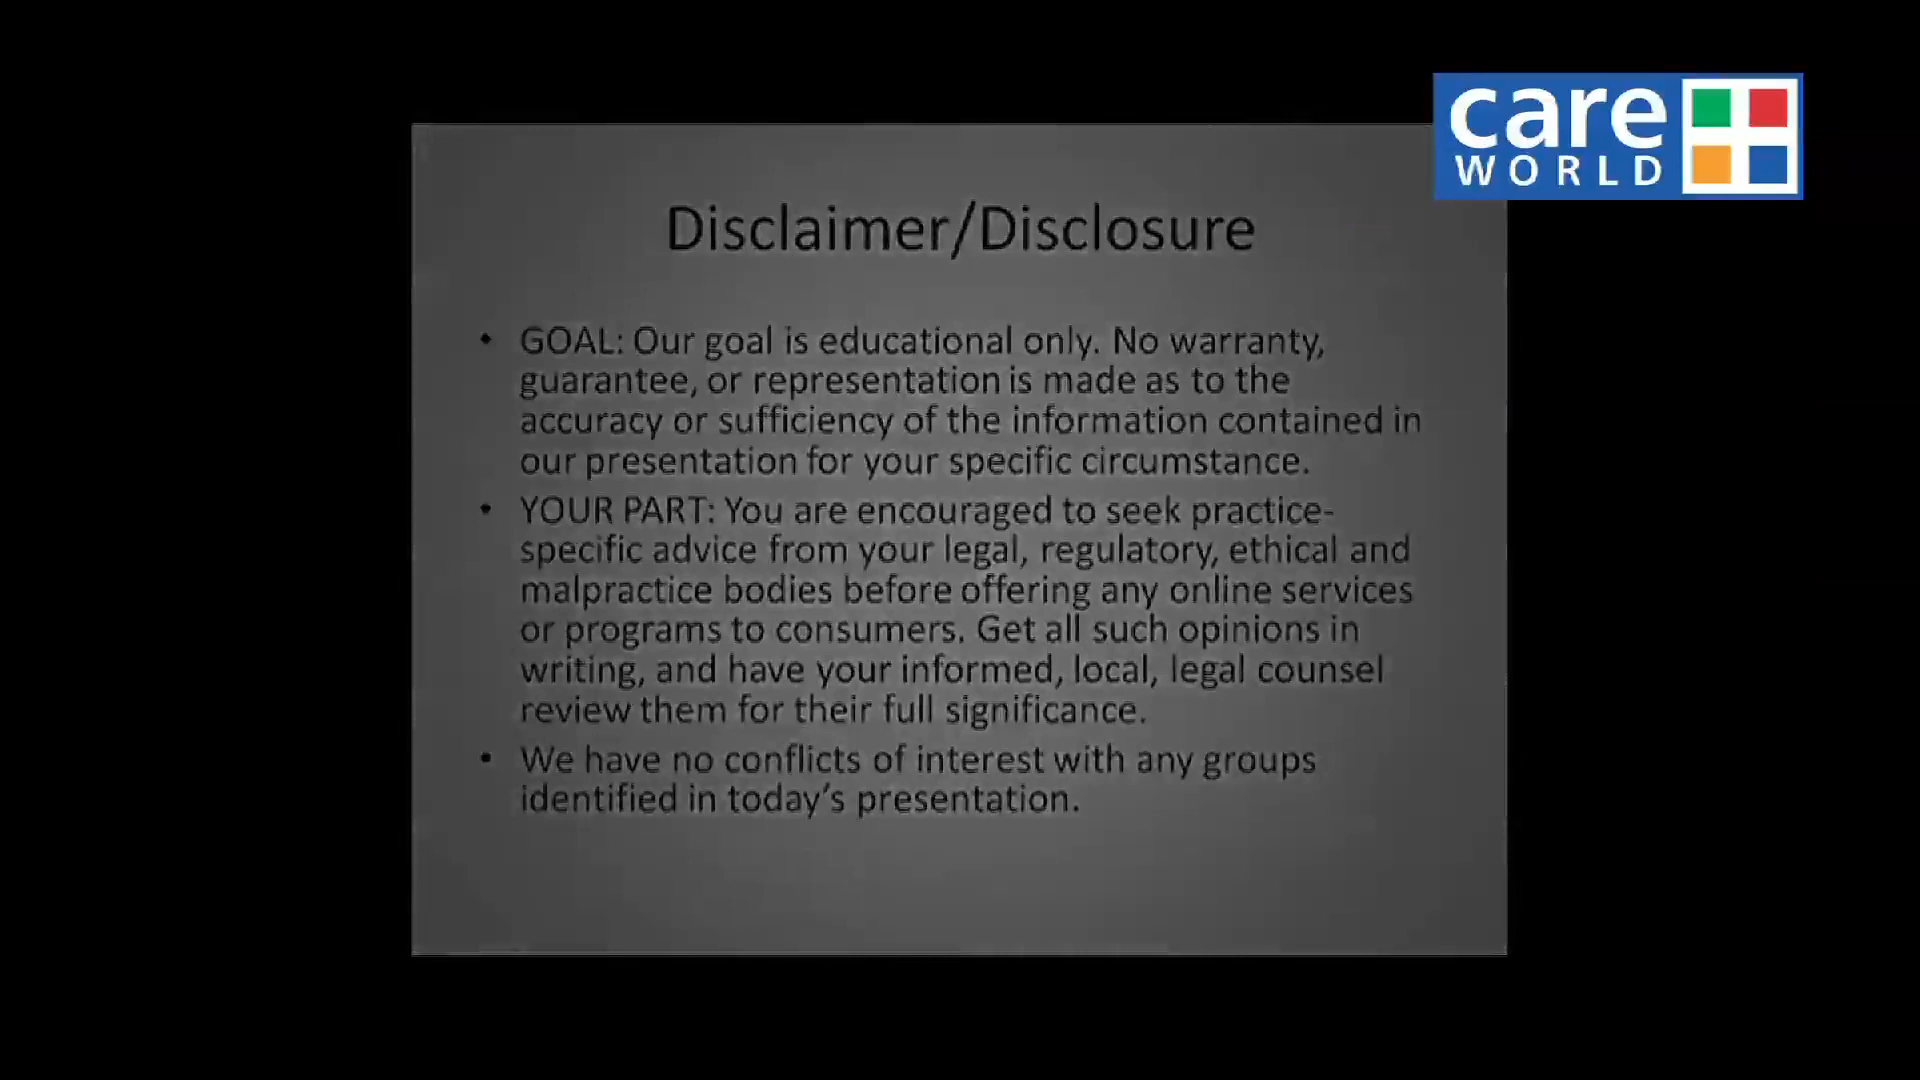 care
WORLD
Disclaimer/Disclosure
• GOAL: Our goal is educational only. No warranty,
guarantee, or representation is made as to the
accuracy or sufficiency of the information contained in
our presentation for your specific circumstance.
• YOUR PART: You are encouraged to seek practice-
specific advice from your legal, regulatory, ethical and
malpractice bodies before offering any online services
or programs to consumers. Get all such opinions in
writing, and have your informed, local, legal counsel
review them for their full significance.
• We have no conflicts of interest with any groups
identified in today’s presentation.